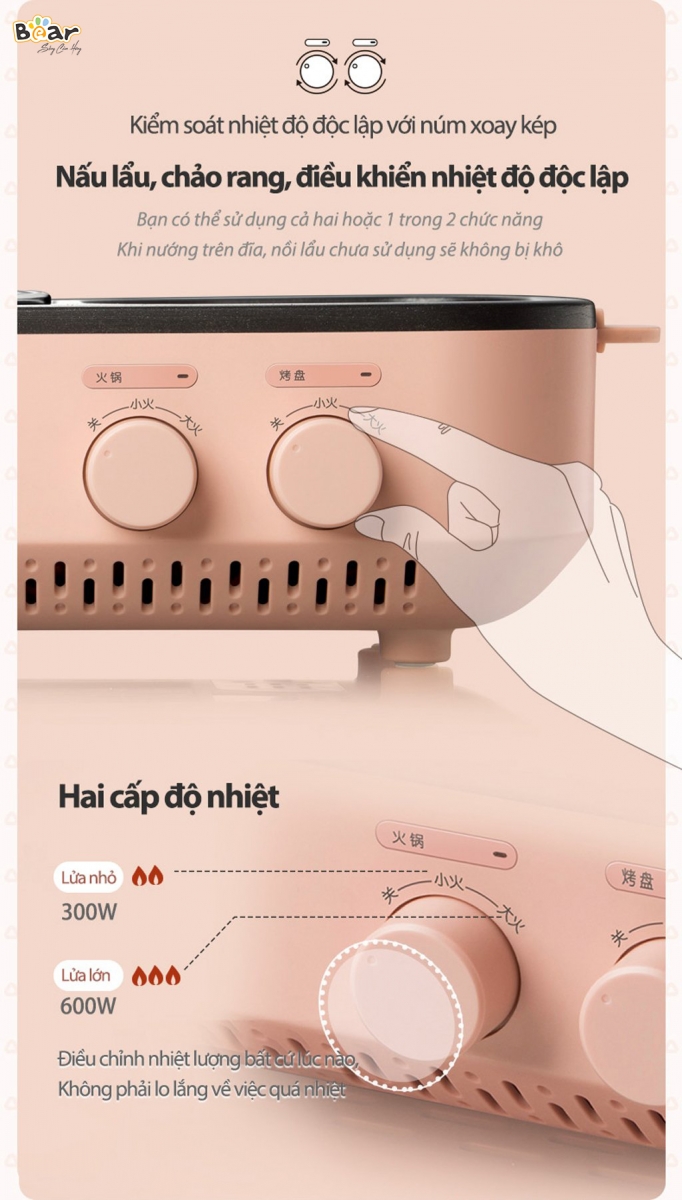 Bear
Kiểm soát nhiệt độ độc lập với núm xoay kép
Nấu lẩu, chảo rang, điều khiển nhiệt độ độc lập
Bạn có thể sử dụng cả hai hoặc 1 trong 2 chức năng
Khi nướng trên đĩa, nồi lẩu chưa sử dụng sẽ không bị khô
火锅
烤盘
关 小火 大火
关 小火 大火
Hai cấp độ nhiệt
火锅
烤盘
Lửa nhỏ
关 小火 大火
关
300W
Lửa lớn
600W
Điều chỉnh nhiệt lượng bất cứ lúc nào,
Không phải lo lắng về việc quá nhiệt